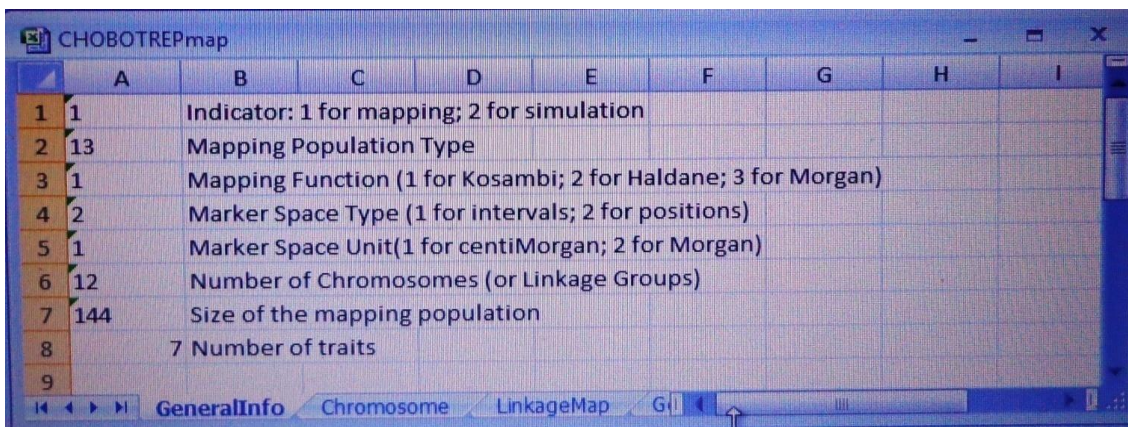 CHOBOTREPmap
A B C D E F G H I
1 1 Indicator: 1 for mapping; 2 for simulation
2 13 Mapping Population Type
3 1 Mapping Function (1 for Kosambi; 2 for Haldane; 3 for Morgan)
4 2 Marker Space Type (1 for intervals; 2 for positions)
5 1 Marker Space Unit(1 for centiMorgan; 2 for Morgan)
6 12 Number of Chromosomes (or Linkage Groups)
7 144 Size of the mapping population
8 7 Number of traits
9
GeneralInfo Chromosome LinkageMap